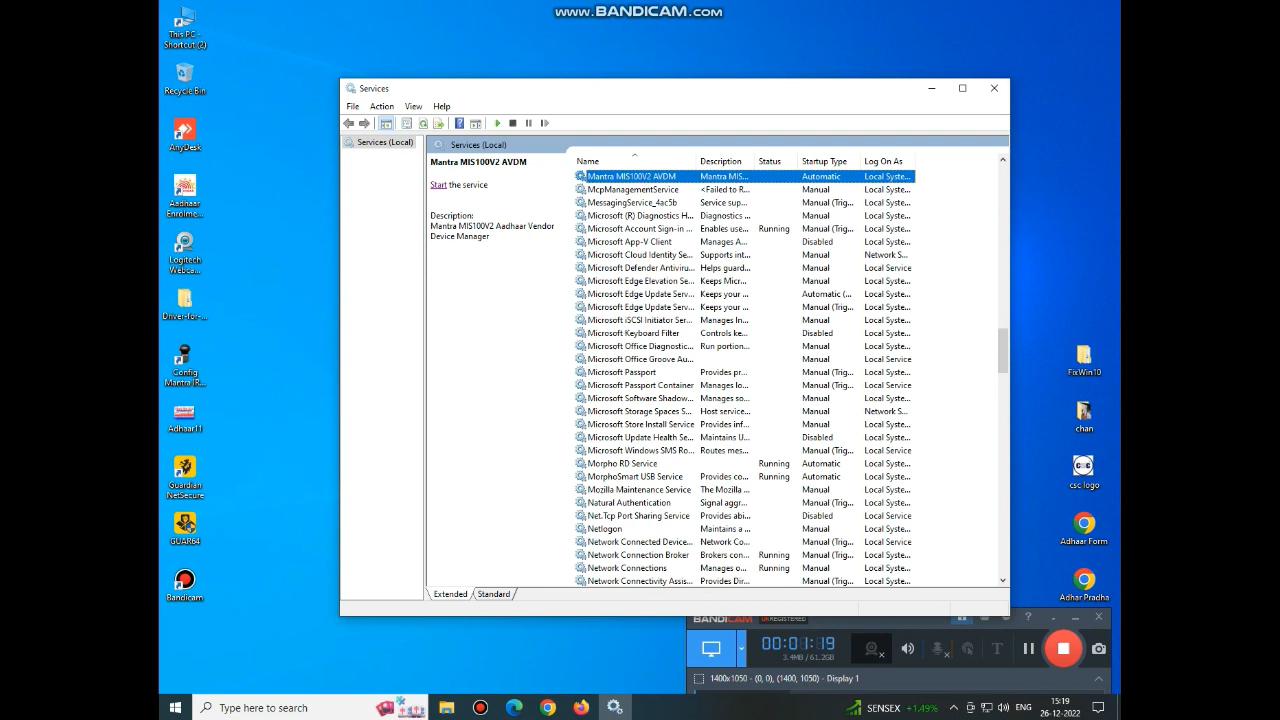 www.BANDICAM.com
This PC -
Shortcut (2)
Recycle Bin
AnyDesk
Aadhaar
Enrolme...
Logitech
Webca...
Driver-for-...
Config
Mantra IR...
Adhaar11
Guardian
NetSecure
GUAR64
Bandicam
Services
File Action View Help
Services (Local)
Services (Local)
Mantra MIS100V2 AVDM
Start the service
Description:
Mantra MIS100V2 Aadhaar Vendor
Device Manager
Name Description Status Startup Type Log On As
Mantra MIS100V2 AVDM Mantra MIS... Automatic Local Syste...
McpManagementService <Failed to R... Manual Local Syste...
MessagingService_4ac5b Service sup... Manual (Trig... Local Syste...
Microsoft (R) Diagnostics H... Diagnostics ... Manual Local Syste...
Microsoft Account Sign-in ... Enables use... Running Manual (Trig... Local Syste...
Microsoft App-V Client Manages A... Disabled Local Syste...
Microsoft Cloud Identity Se... Supports int... Manual Network S...
Microsoft Defender Antiviru... Helps guard... Manual Local Service
Microsoft Edge Elevation Se... Keeps Micr... Manual Local Syste...
Microsoft Edge Update Serv... Keeps your ... Automatic (... Local Syste...
Microsoft Edge Update Serv... Keeps your ... Manual (Trig... Local Syste...
Microsoft iSCSI Initiator Ser... Manages In... Manual Local Syste...
Microsoft Keyboard Filter Controls ke... Disabled Local Syste...
Microsoft Office Diagnostic... Run portion... Manual Local Syste...
Microsoft Office Groove Au... Manual Local Service
Microsoft Passport Provides pr... Manual (Trig... Local Syste...
Microsoft Passport Container Manages lo... Manual (Trig... Local Service
Microsoft Software Shadow... Manages so... Manual Local Syste...
Microsoft Storage Spaces S... Host service... Manual Network S...
Microsoft Store Install Service Provides inf... Manual Local Syste...
Microsoft Update Health Se... Maintains U... Disabled Local Syste...
Microsoft Windows SMS Ro... Routes mes... Manual (Trig... Local Syste...
Morpho RD Service Running Automatic Local Syste...
MorphoSmart USB Service Provides co... Running Automatic Local Syste...
Mozilla Maintenance Service The Mozilla ... Manual Local Syste...
Natural Authentication Signal aggr... Manual (Trig... Local Syste...
Net.Tcp Port Sharing Service Provides abi... Disabled Local Service
Netlogon Maintains a ... Manual Local Syste...
Network Connected Device... Network Co... Manual (Trig... Local Service
Network Connection Broker Brokers con... Running Manual (Trig... Local Syste...
Network Connections Manages o... Running Manual Local Syste...
Network Connectivity Assis... Provides Dir... Manual (Trig... Local Syste...
Extended Standard
FixWin10
chan
CSC
csc logo
Adhaar Form
Adhar Pradha
BANDICAM UNREGISTERED
00:01:19
3.4MB / 61.2GB
1400x1050 - (0, 0), (1400, 1050) - Display 1
Type here to search
SENSEX +1.49%
ENG
15:19
26-12-2022